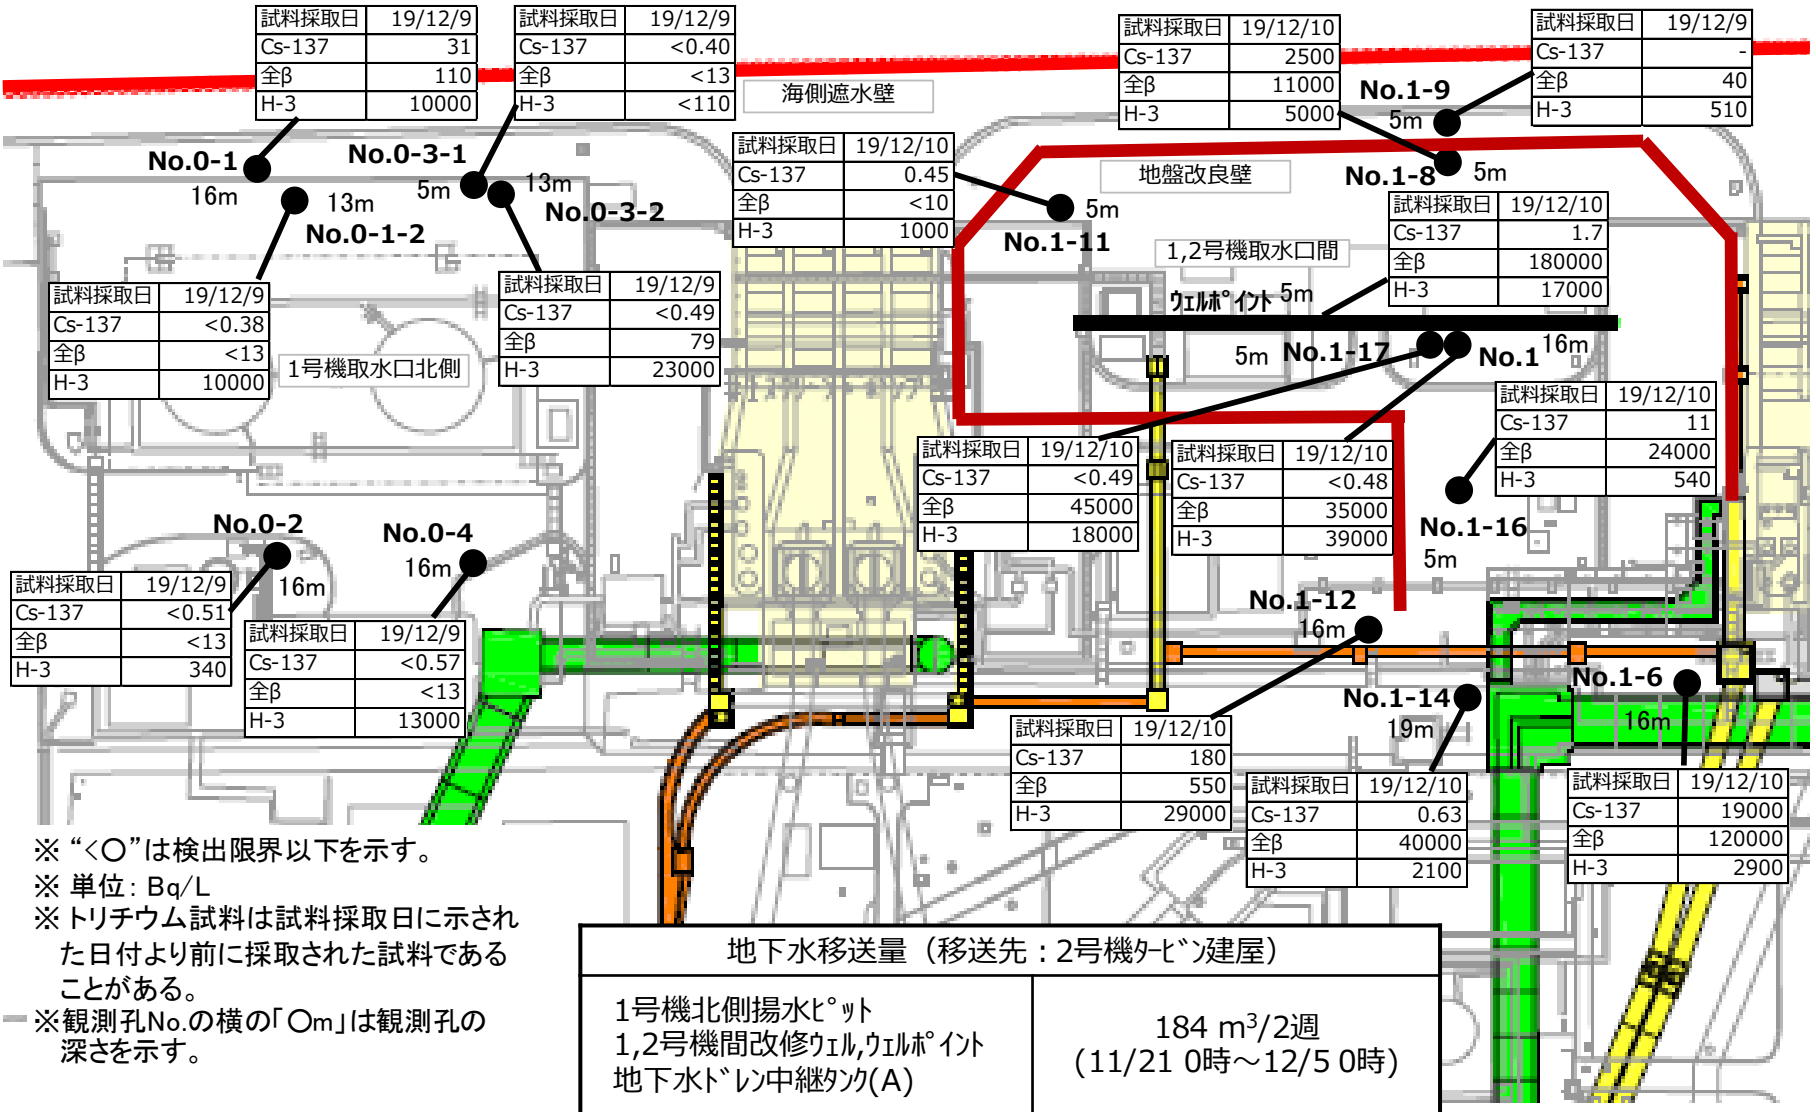 試料採取日 19/12/9
Cs-137 31
全β 110
H-3 10000
試料採取日 19/12/9
Cs-137 <0.40
全β <13
H-3 <110
海側遮水壁
試料採取日 19/12/10
Cs-137 2500
全β 11000
H-3 5000
試料採取日 19/12/9
Cs-137 -
全β 40
H-3 510
No.1-9
5m
No.0-1
16m
No.0-3-1
5m
13m
No.0-3-2
13m
No.0-1-2
試料採取日 19/12/10
Cs-137 0.45
全β <10
H-3 1000
5m
No.1-11
地盤改良壁
No.1-8
5m
試料採取日 19/12/10
Cs-137 1.7
全β 180000
H-3 17000
1,2号機取水口間
ウェルポイント 5m
試料採取日 19/12/9
Cs-137 <0.38
全β <13
H-3 10000
1号機取水口北側
試料採取日 19/12/9
Cs-137 <0.49
全β 79
H-3 23000
5m No.1-17
No.1
16m
試料採取日 19/12/10
Cs-137 11
全β 24000
H-3 540
試料採取日 19/12/10
Cs-137 <0.49
全β 45000
H-3 18000
試料採取日 19/12/10
Cs-137 <0.48
全β 35000
H-3 39000
No.1-16
5m
No.0-2
16m
No.0-4
16m
試料採取日 19/12/9
Cs-137 <0.51
全β <13
H-3 340
試料採取日 19/12/9
Cs-137 <0.57
全β <13
H-3 13000
No.1-12
16m
No.1-14
19m
No.1-6
16m
試料採取日 19/12/10
Cs-137 180
全β 550
H-3 29000
試料採取日 19/12/10
Cs-137 0.63
全β 40000
H-3 2100
試料採取日 19/12/10
Cs-137 19000
全β 120000
H-3 2900
※ “<○”は検出限界以下を示す。
※ 単位：Bq/L
※ トリチウム試料は試料採取日に示され
た日付より前に採取された試料である
ことがある。
※観測孔No.の横の「○m」は観測孔の
深さを示す。
地下水移送量（移送先：2号機ﾀｰﾋﾞﾝ建屋）
1号機北側揚水ﾋﾟｯﾄ
1,2号機間改修ｳｪﾙ,ｳｪﾙﾎﾟｲﾝﾄ
地下水ﾄﾞﾚﾝ中継ﾀﾝｸ(A)
184 m³/2週
(11/21 0時～12/5 0時)